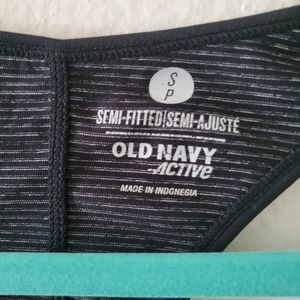 S
P
SEMI-FITTED|SEMI-AJUSTÉ
OLD NAVY
ACTIVE
MADE IN INDONESIA